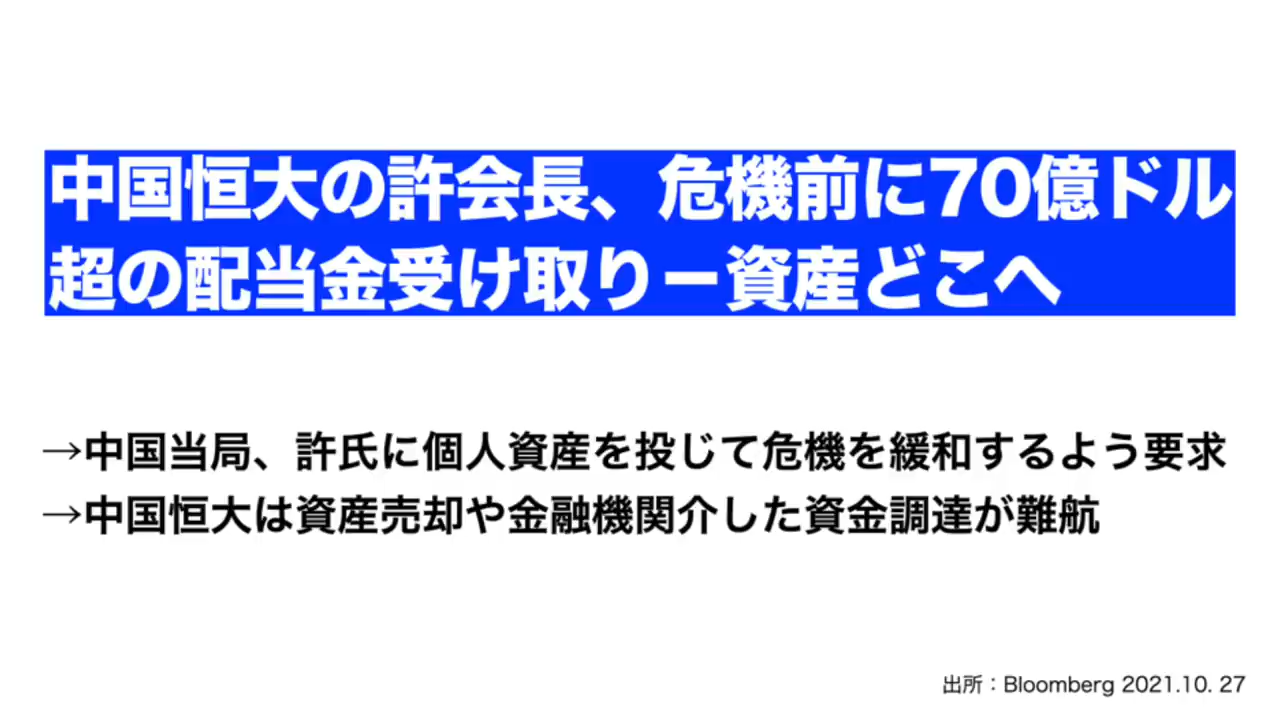 中国恒大の許会長、危機前に70億ドル
超の配当金受け取りー資産どこへ
→中国当局、許氏に個人資産を投じて危機を緩和するよう要求
→中国恒大は資産売却や金融機関介した資金調達が難航
出所：Bloomberg 2021.10. 27